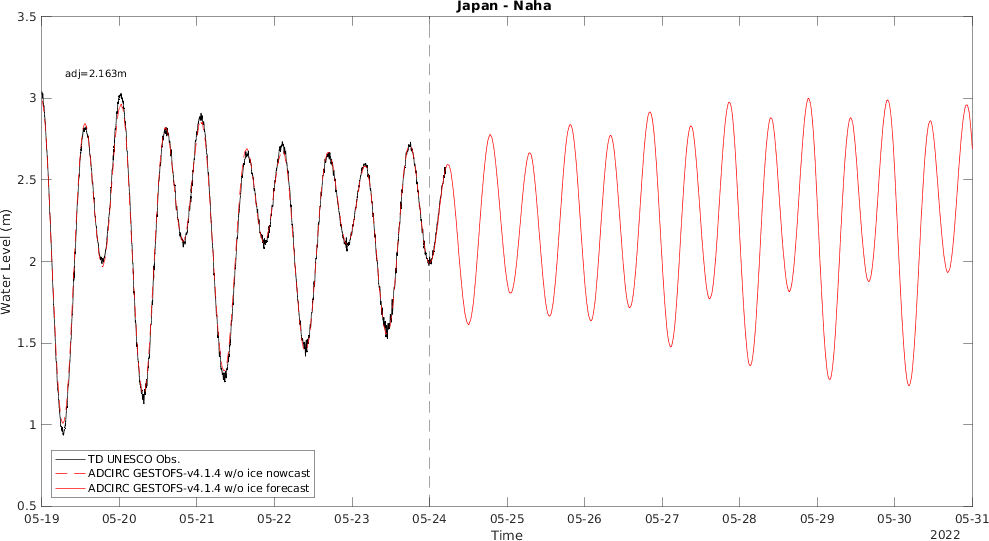 Japan - Naha
3.5
adj=2.163m
3
2.5
2
1.5
1
0.5
Water Level (m)
TD UNESCO Obs.
ADCIRC GESTOFS-v4.1.4 w/o ice nowcast
ADCIRC GESTOFS-v4.1.4 w/o ice forecast
05-19 05-20 05-21 05-22 05-23 05-24 05-25 05-26 05-27 05-28 05-29 05-30 05-31
Time
2022